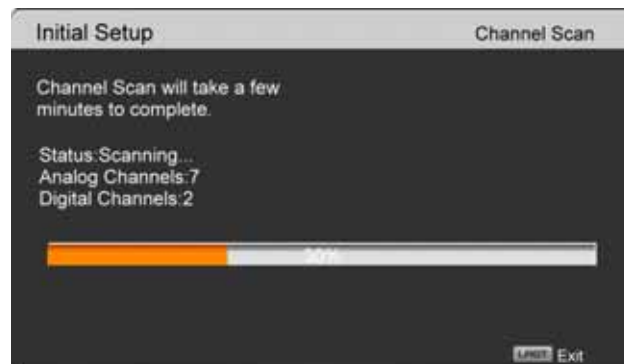 Initial Setup
Channel Scan
Channel Scan will take a few
minutes to complete.
Status:Scanning...
Analog Channels:7
Digital Channels:2
Exit